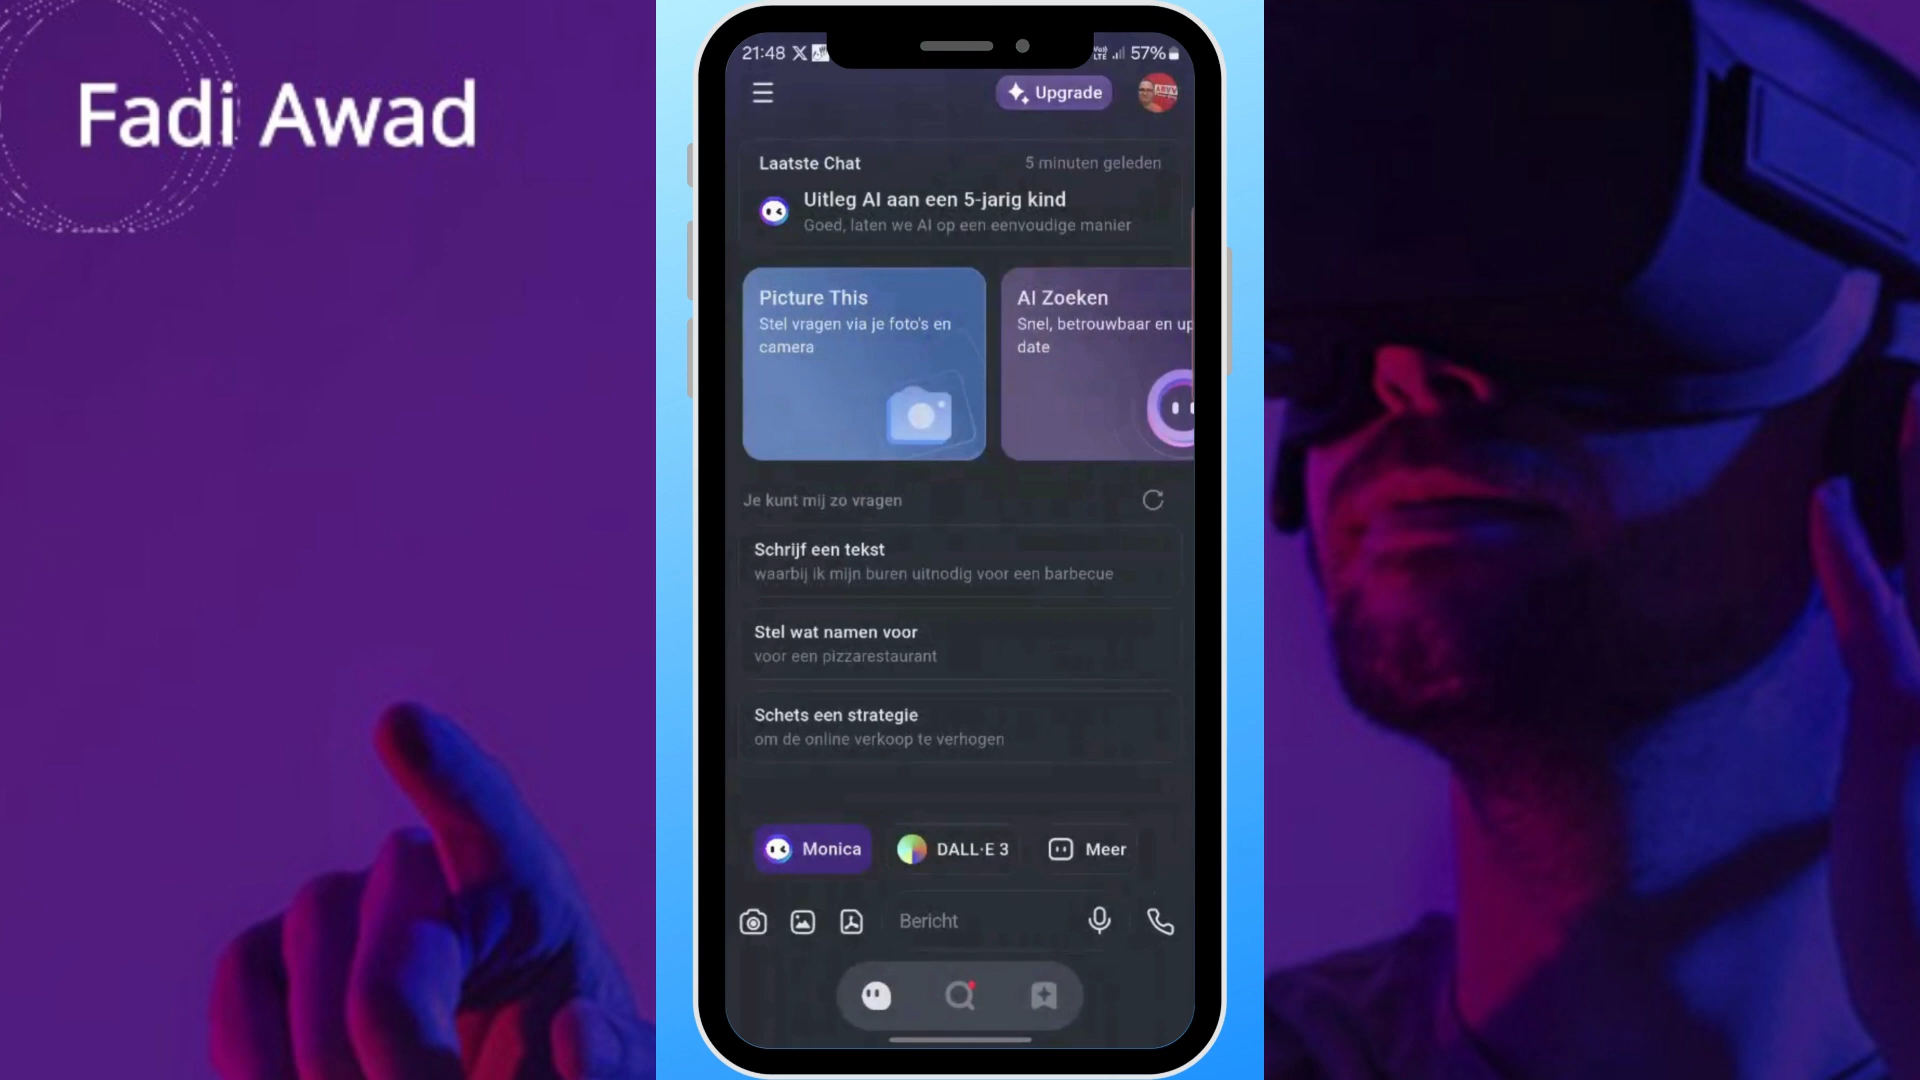 Fadi Awad
21:48
57%
Upgrade
Laatste Chat
5 minuten geleden
Uitleg AI aan een 5-jarig kind
Goed, laten we AI op een eenvoudige manier
Picture This
Stel vragen via je foto's en
camera
AI Zoeken
Snel, betrouwbaar en up
date
Je kunt mij zo vragen
Schrijf een tekst
waarbij ik mijn buren uitnodig voor een barbecue
Stel wat namen voor
voor een pizzarestaurant
Schets een strategie
om de online verkoop te verhogen
Monica
DALL·E 3
Meer
Bericht